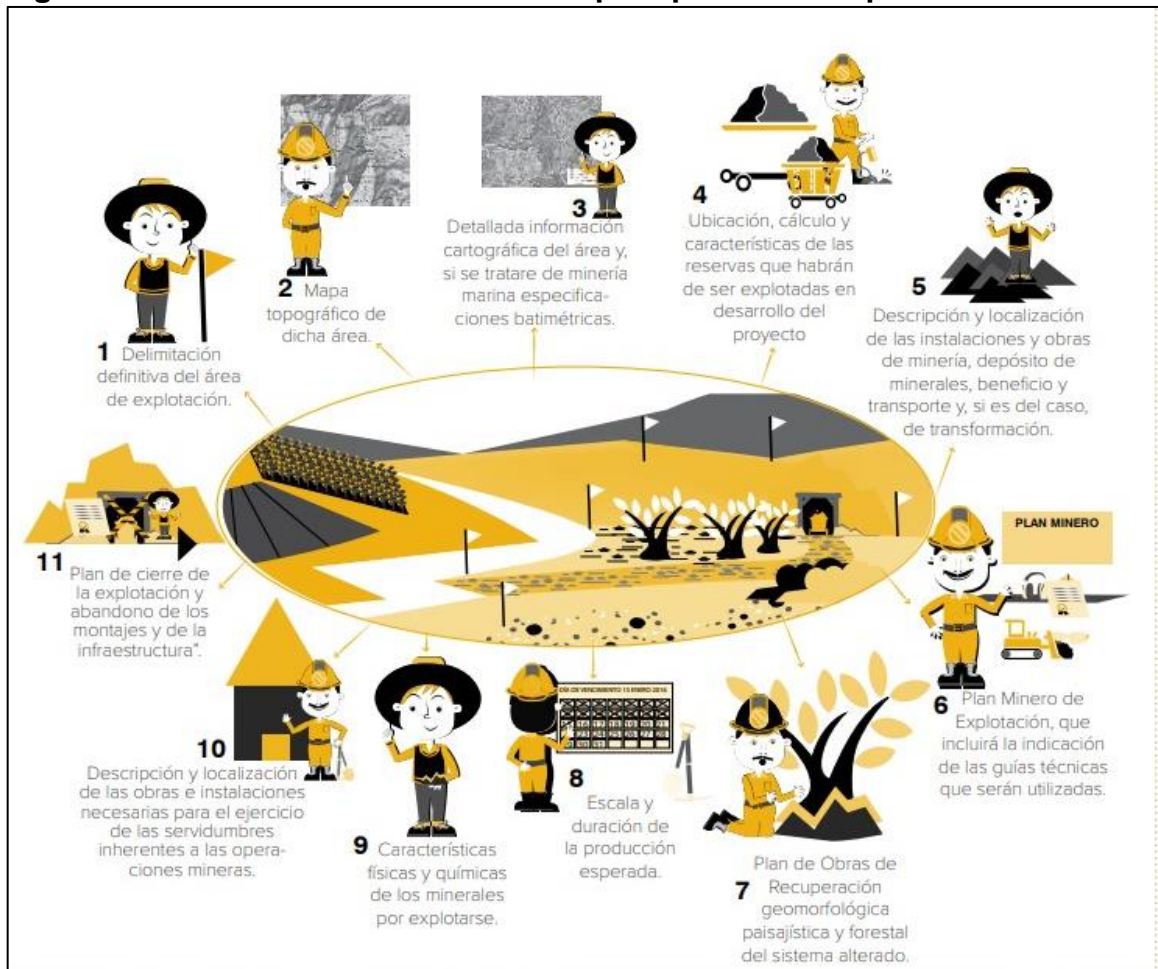 1 Delimitación
definitiva del área
de explotación.
2 Mapa
topográfico de
dicha área.
3
Detallada información
cartográfica del área y,
si se tratare de minería
marina especifica-
ciones batimétricas.
4
Ubicación, cálculo y
características de las
reservas que habrán
de ser explotadas en
desarrollo del
proyecto
5
Descripción y localización
de las instalaciones y obras
de minería, depósito de
minerales, beneficio y
transporte y, si es del caso,
de transformación.
PLAN MINERO
6 Plan Minero de
Explotación, que
incluirá la indicación
de las guías técnicas
que serán utilizadas.
7
Plan de Obras de
Recuperación
geomorfológica
paisajística y forestal
del sistema alterado.
DÍA DE VENCIMIENTO 15 ENERO 2016
8
Escala y
duración de
la producción
esperada.
9 Características
físicas y químicas
de los minerales
por explotarse.
10
Descripción y localización
de las obras e instalaciones
necesarias para el ejercicio
de las servidumbres
inherentes a las opera-
ciones mineras.
11
Plan de cierre de
la explotación y
abandono de los
montajes y de la
infraestructura".